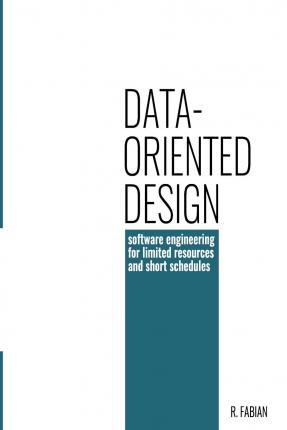 DATA-
ORIENTED
DESIGN
software engineering
for limited resources
and short schedules
R. FABIAN